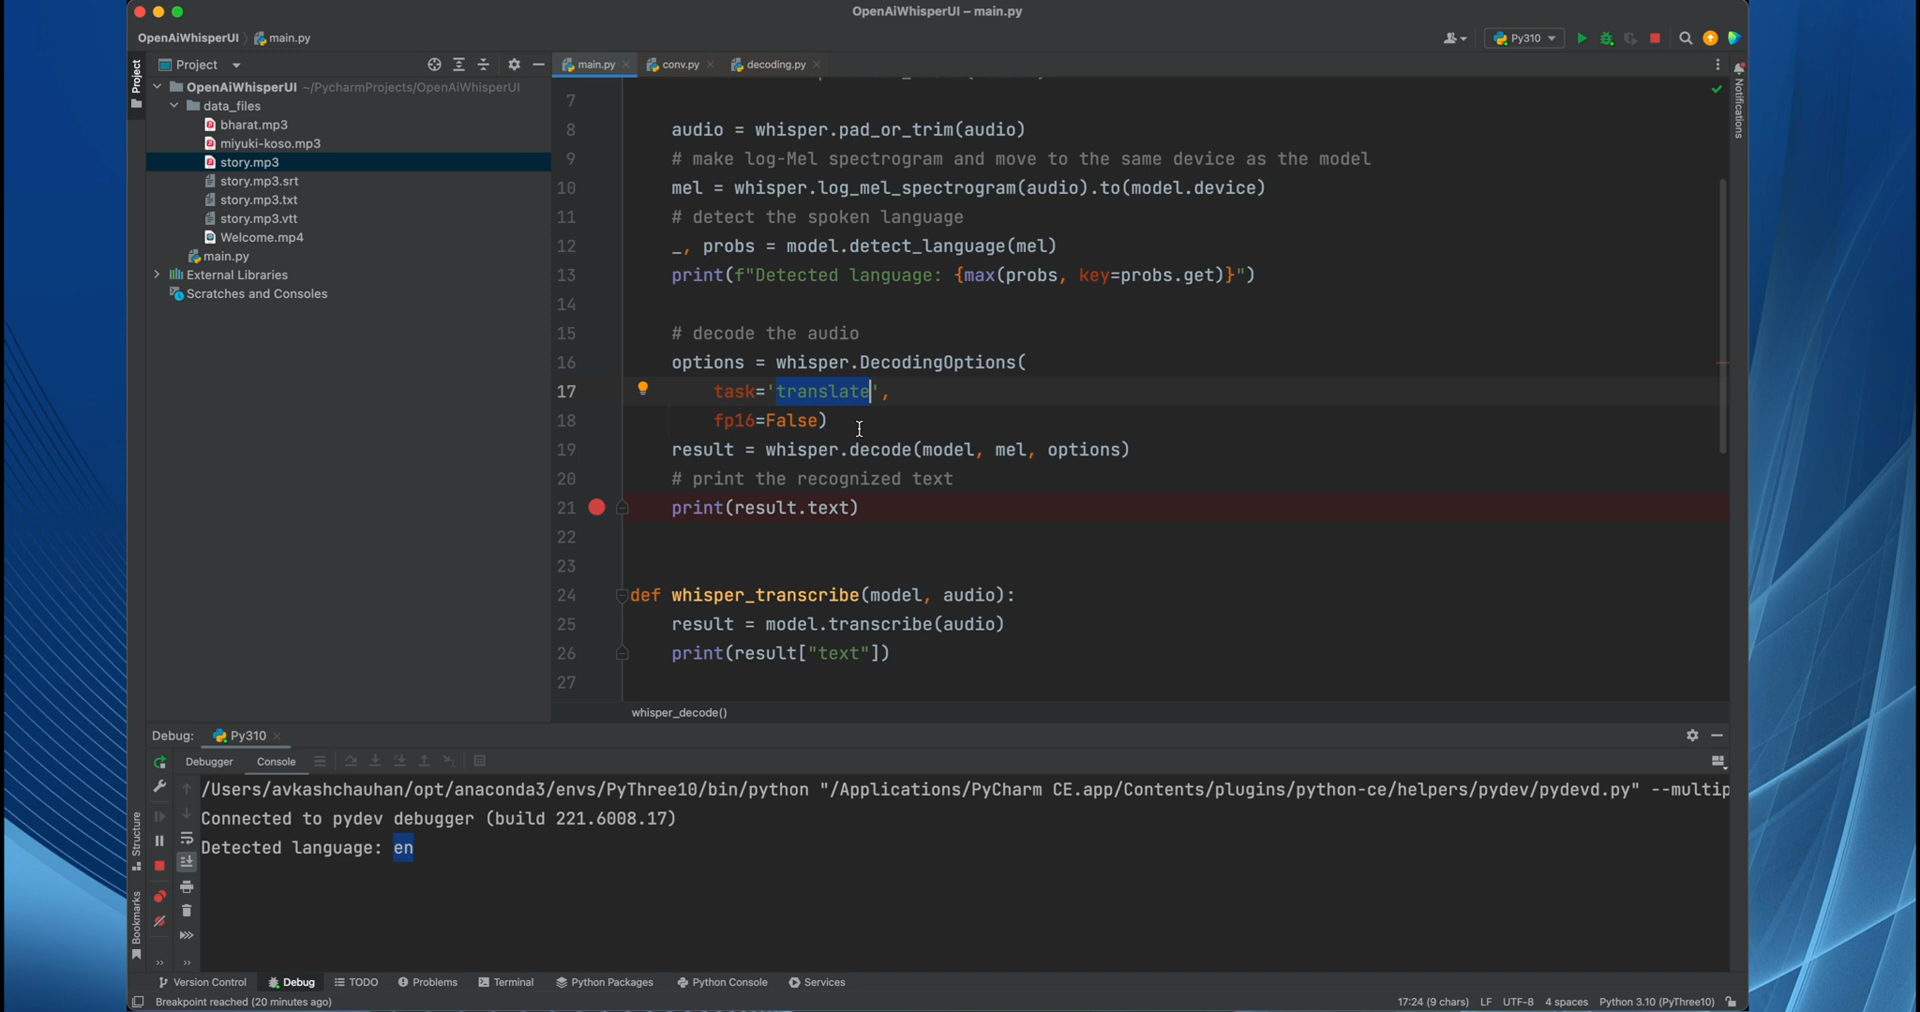 OpenAiWhisperUI – main.py
OpenAiWhisperUI main.py
Py310
Project
main.py
conv.py
decoding.py
Project
OpenAiWhisperUI ~/PycharmProjects/OpenAiWhisperUI
data_files
bharat.mp3
miyuki-koso.mp3
story.mp3
story.mp3.srt
story.mp3.txt
story.mp3.vtt
Welcome.mp4
main.py
External Libraries
Scratches and Consoles
Notifications
7
8 audio = whisper.pad_or_trim(audio)
9 # make log-Mel spectrogram and move to the same device as the model
10 mel = whisper.log_mel_spectrogram(audio).to(model.device)
11 # detect the spoken language
12 _, probs = model.detect_language(mel)
13 print(f"Detected language: {max(probs, key=probs.get)}")
14
15 # decode the audio
16 options = whisper.DecodingOptions(
17 task='translate',
18 fp16=False)
19 result = whisper.decode(model, mel, options)
20 # print the recognized text
21 print(result.text)
22
23
24 def whisper_transcribe(model, audio):
25 result = model.transcribe(audio)
26 print(result["text"])
27
whisper_decode()
Debug: Py310
Debugger Console
/Users/avkashchauhan/opt/anaconda3/envs/PyThree10/bin/python "/Applications/PyCharm CE.app/Contents/plugins/python-ce/helpers/pydev/pydevd.py" --multip
Connected to pydev debugger (build 221.6008.17)
Detected language: en
Structure
Bookmarks
Version Control Debug TODO Problems Terminal Python Packages Python Console Services
Breakpoint reached (20 minutes ago)
17:24 (9 chars) LF UTF-8 4 spaces Python 3.10 (PyThree10)